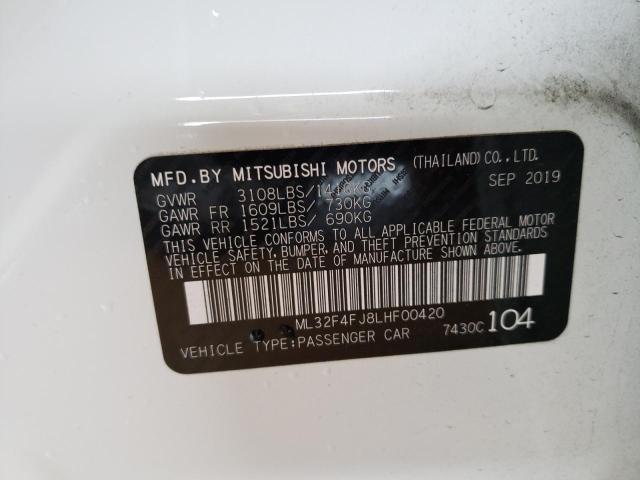 MFD.BY MITSUBISHI MOTORS (THAILAND)CO.,LTD.
SEP 2019
GVWR 3108LBS/1410KG
GAWR FR 1609LBS/ 730KG
GAWR RR 1521LBS/ 690KG
THIS VEHICLE CONFORMS TO ALL APPLICABLE FEDERAL MOTOR
VEHICLE SAFETY, BUMPER, AND THEFT PREVENTION STANDARDS
IN EFFECT ON THE DATE OF MANUFACTURE SHOWN ABOVE.
ML32F4FJ8LHF00420
VEHICLE TYPE:PASSENGER CAR 7430C 104